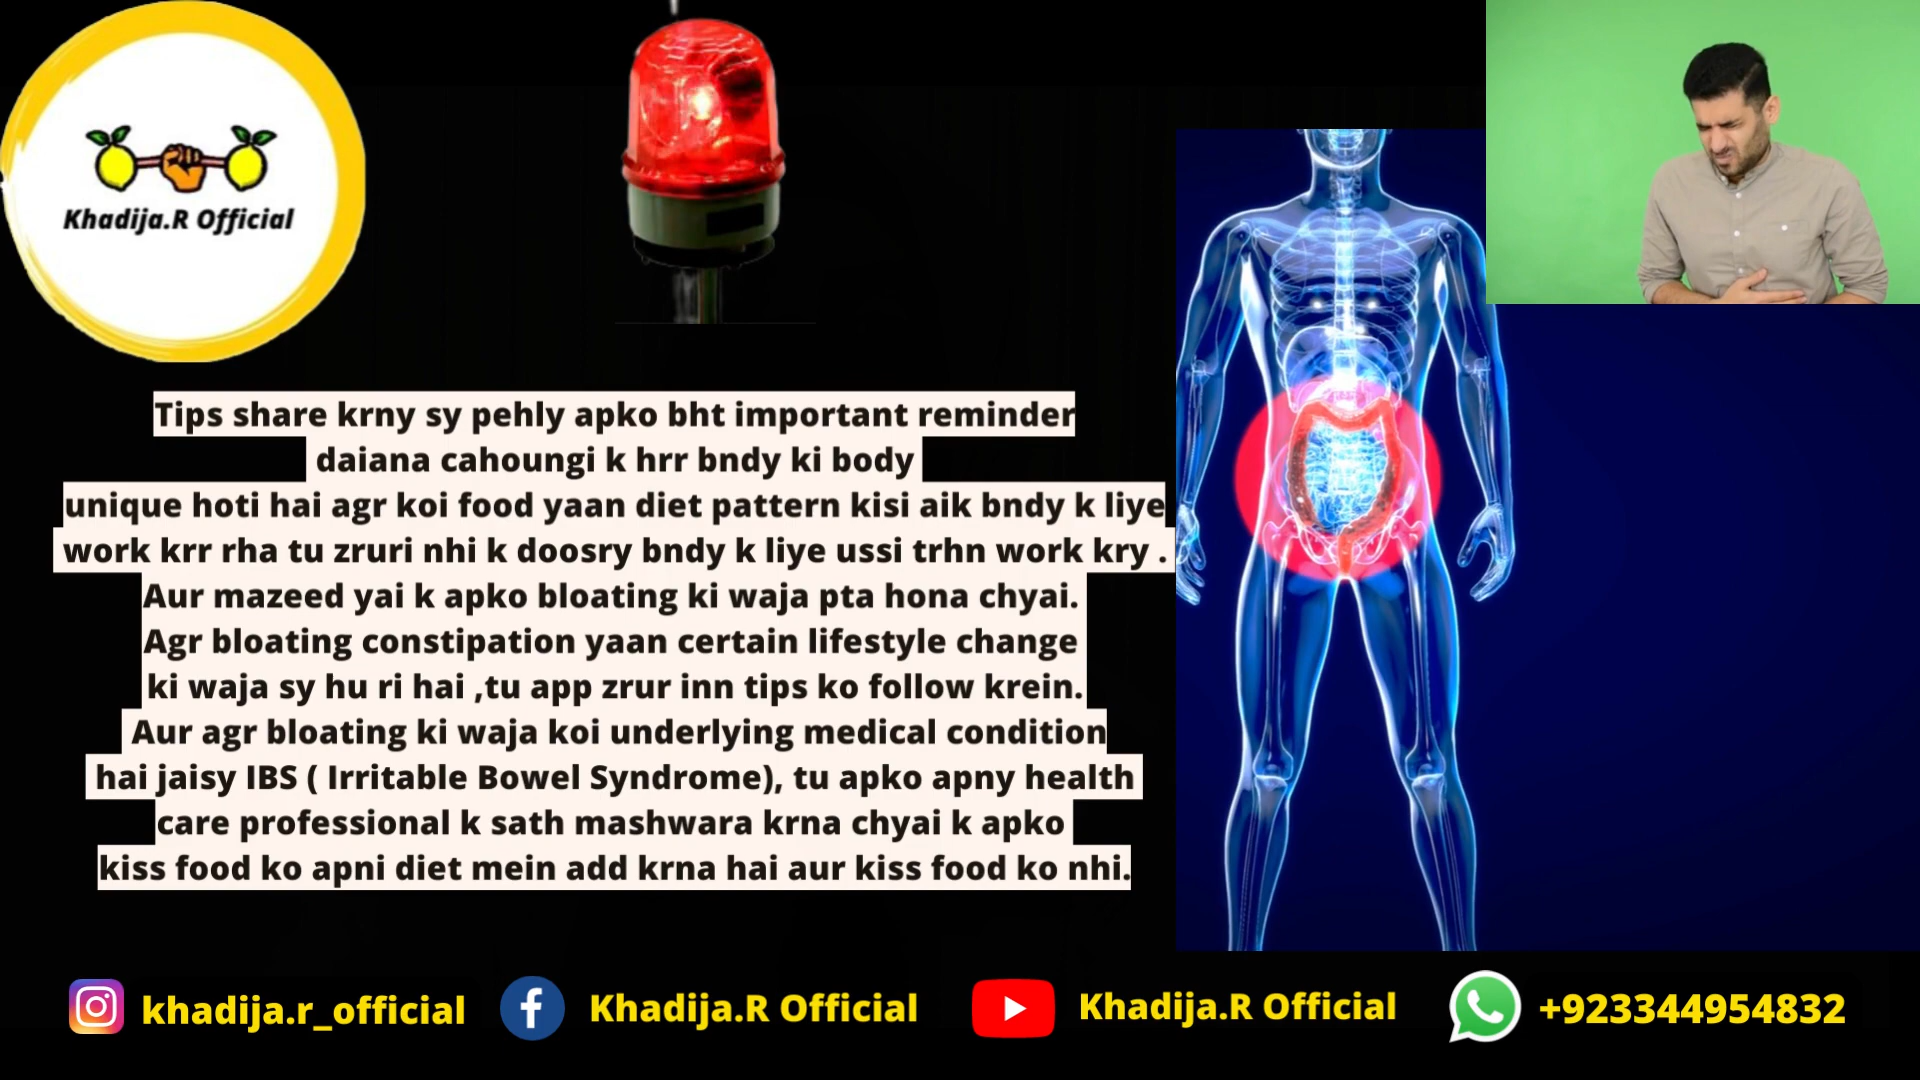 Khadija.R Official
Tips share krny sy pehly apko bht important reminder
daiana cahoungi k hrr bndy ki body
unique hoti hai agr koi food yaan diet pattern kisi aik bndy k liye
work krr rha tu zruri nhi k doosry bndy k liye ussi trhn work kry .
Aur mazeed yai k apko bloating ki waja pta hona chyai.
Agr bloating constipation yaan certain lifestyle change
ki waja sy hu ri hai ,tu app zrur inn tips ko follow krein.
Aur agr bloating ki waja koi underlying medical condition
hai jaisy IBS ( Irritable Bowel Syndrome), tu apko apny health
care professional k sath mashwara krna chyai k apko
kiss food ko apni diet mein add krna hai aur kiss food ko nhi.
khadija.r_official
Khadija.R Official
Khadija.R Official
+923344954832